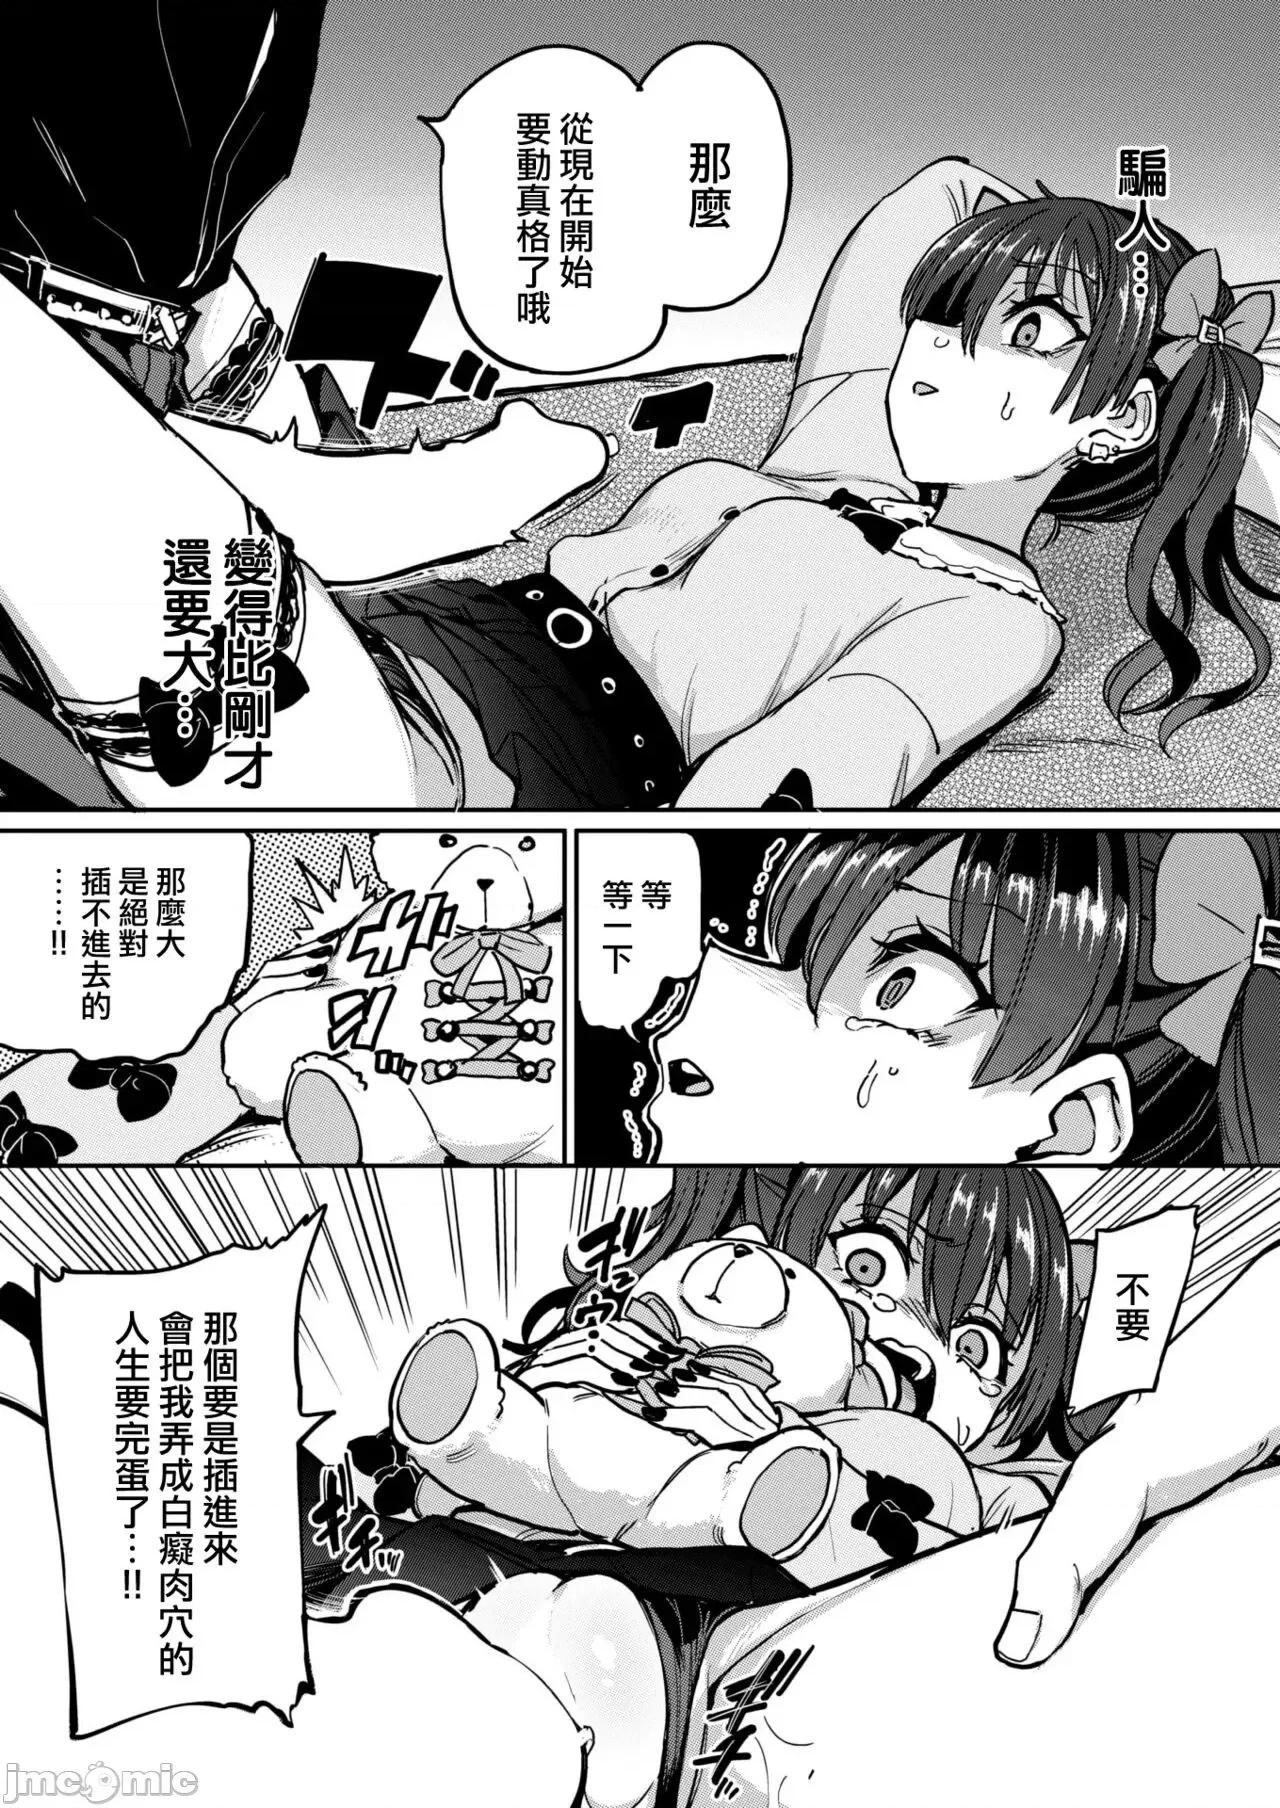 騙人…
那麼
從現在開始
要動真格了哦
變得比剛才
還要大…
等
等一下
那麼大
是絕對
插不進去的
……!!
不要
那個要是插進來
會把我弄成白癡肉穴的
人生要完蛋了…!!
jmcomic